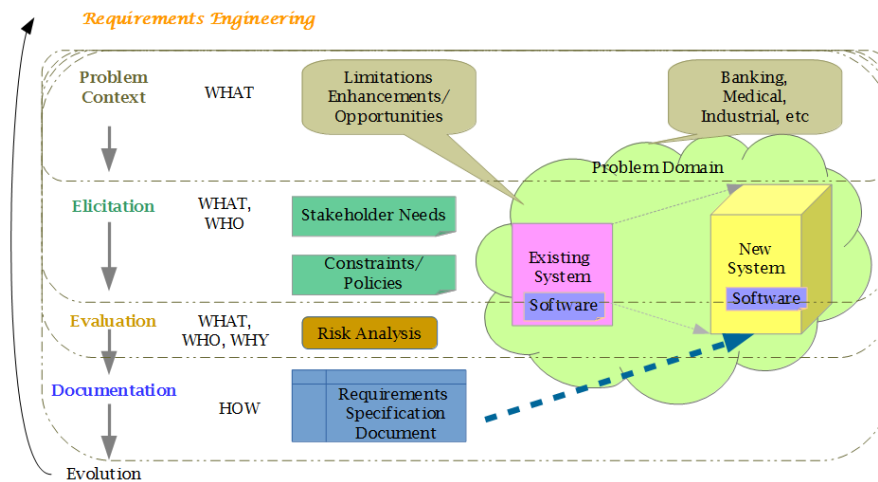 Requirements Engineering
Problem
Context
WHAT
Limitations
Enhancements/
Opportunities
Banking,
Medical,
Industrial, etc
Problem Domain
Elicitation
WHAT,
WHO
Stakeholder Needs
Constraints/
Policies
Existing
System
Software
New
System
Software
Evaluation
WHAT,
WHO, WHY
Risk Analysis
Documentation
HOW
Requirements
Specification
Document
Evolution